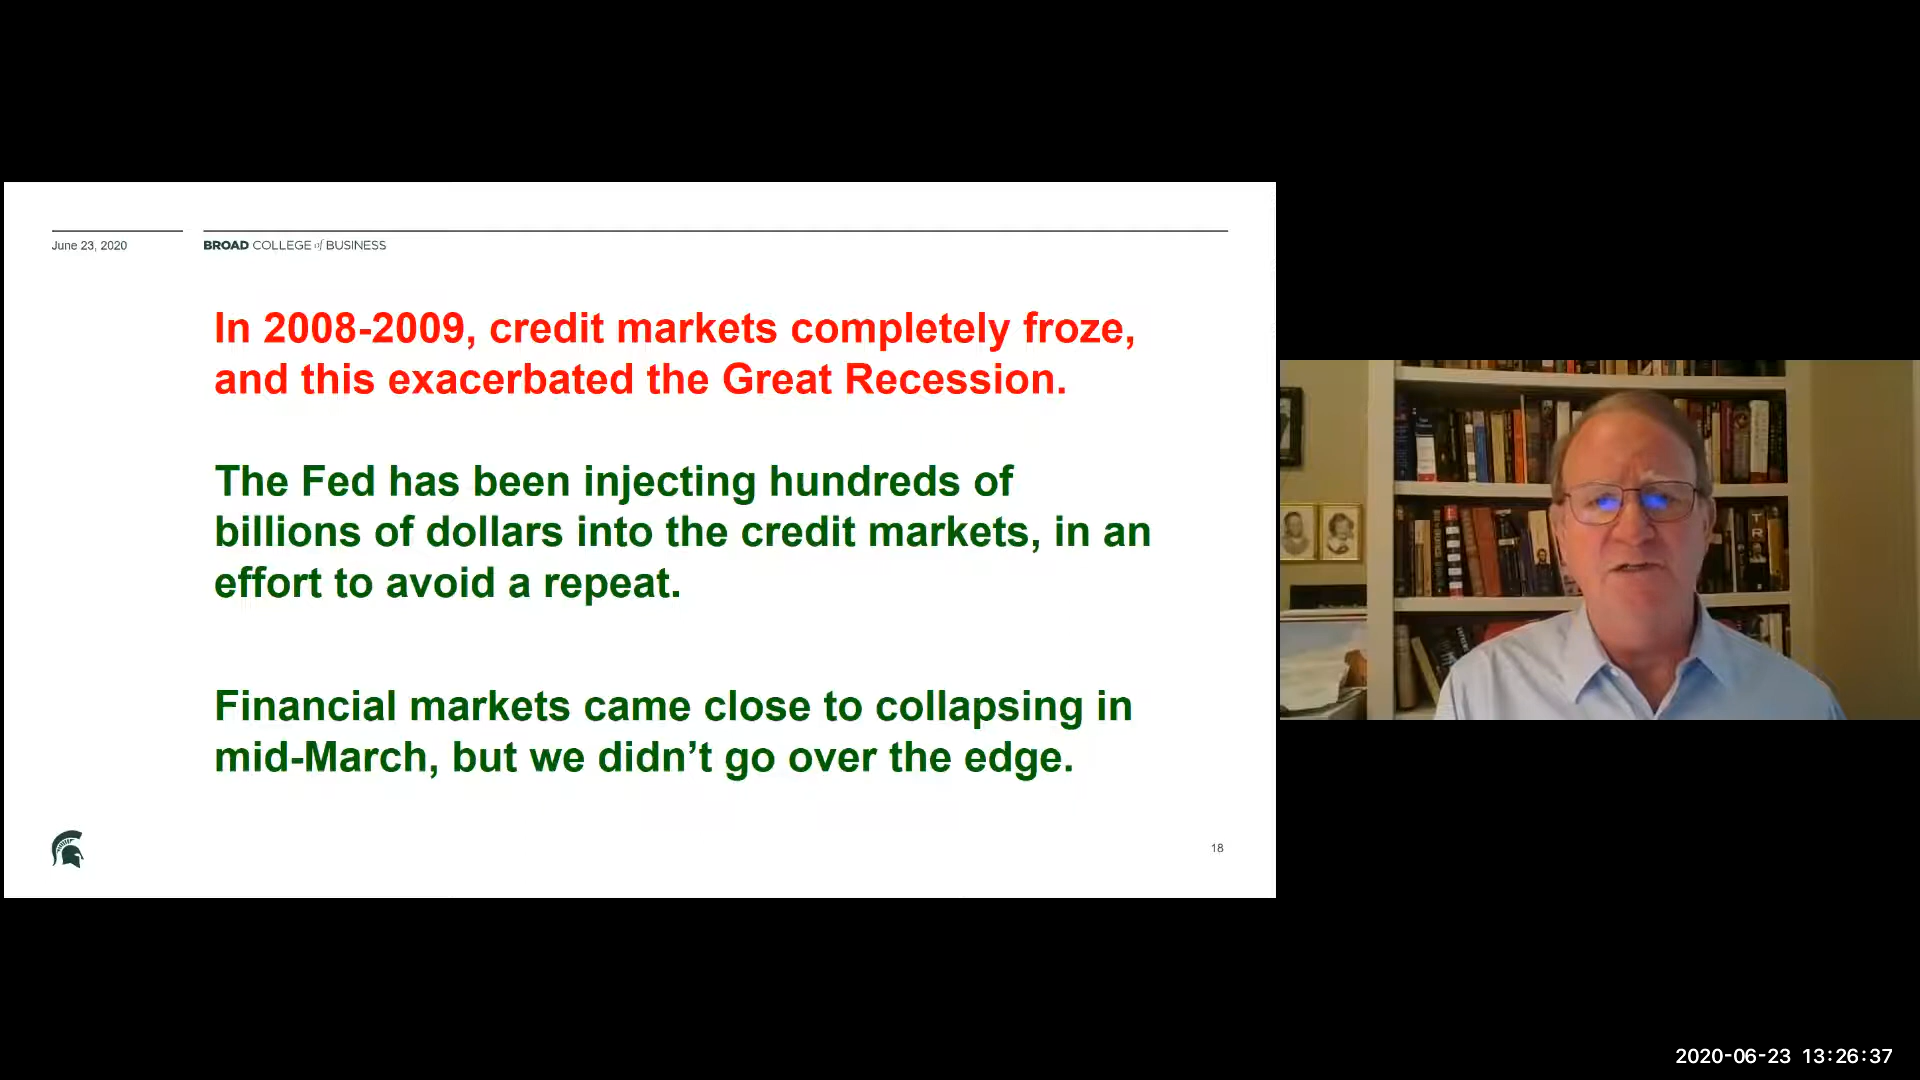 June 23, 2020
BROAD COLLEGE of BUSINESS
In 2008-2009, credit markets completely froze,
and this exacerbated the Great Recession.
The Fed has been injecting hundreds of
billions of dollars into the credit markets, in an
effort to avoid a repeat.
Financial markets came close to collapsing in
mid-March, but we didn’t go over the edge.
18
2020-06-23 13:26:37